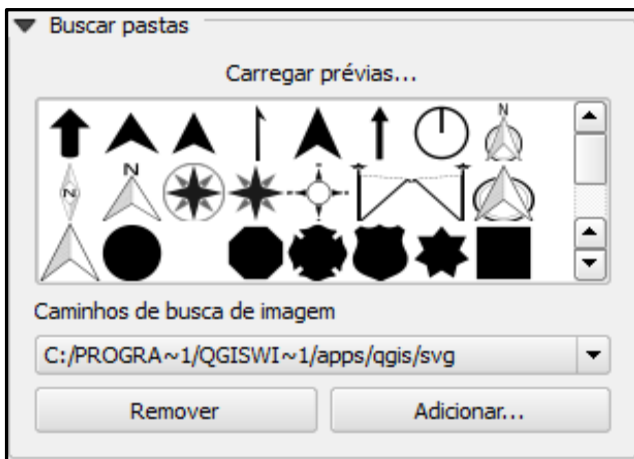 Buscar pastas
Carregar prévias...
N
N
N
Caminhos de busca de imagem
C:/PROGRA~1/QGISWI~1/apps/qgis/svg
Remover
Adicionar...